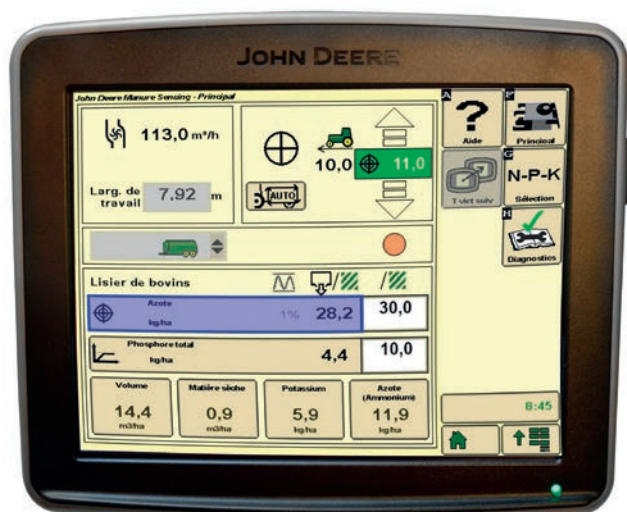 JOHN DEERE
John Deere Manure Sensing - Principal
113,0 m³/h
Larg. de
travail
7,92 m
10,0
11,0
AUTO
A
?
Aide
F
Principal
T vict suiv
G
N-P-K
Sélection
H
Diagnostics
Lisier de bovins
/
/
Azote
kg/ha
1%
28,2
30,0
Phosphore total
kg/ha
4,4
10,0
Volume
14,4
m3/ha
Matière sèche
0,9
m3/ha
Potassium
5,9
kg/ha
Azote
(Ammonium)
11,9
kg/ha
8:45